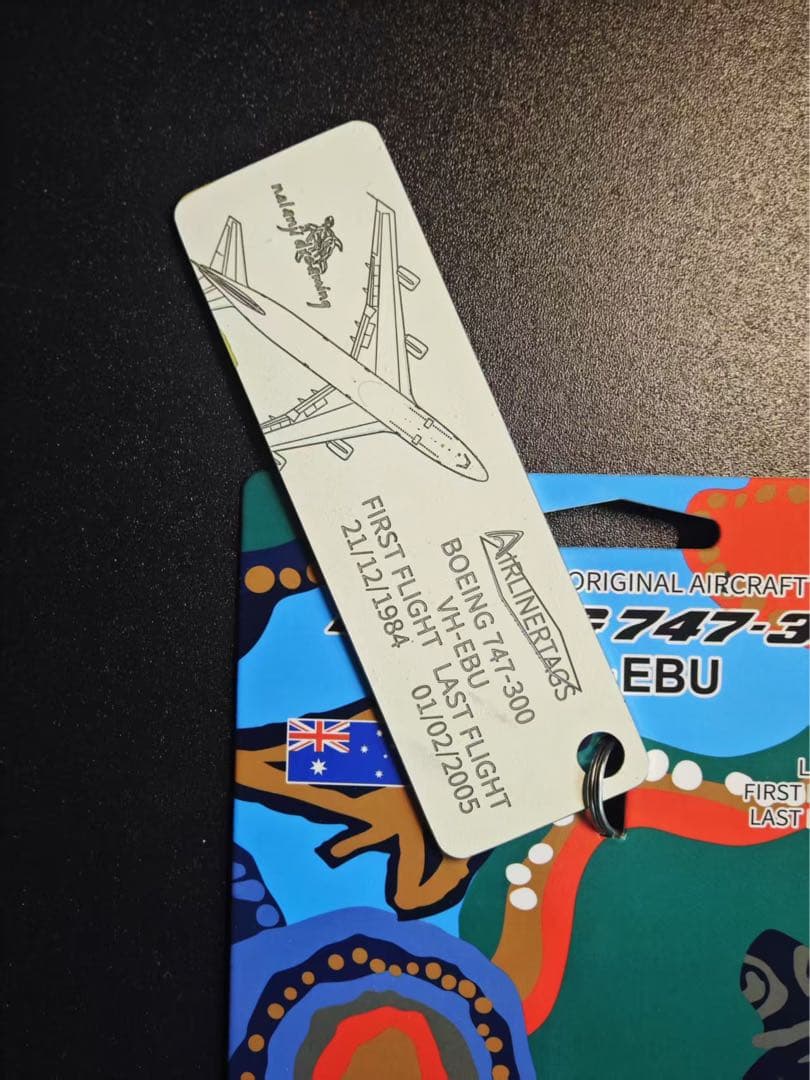 nalanji dreaming
AIRLINERTAGS
BOEING 747-300
VH-EBU
FIRST FLIGHT LAST FLIGHT
21/12/1984 01/02/2005
ORIGINAL AIRCRAFT
747-3
EBU
FIRST
LAST